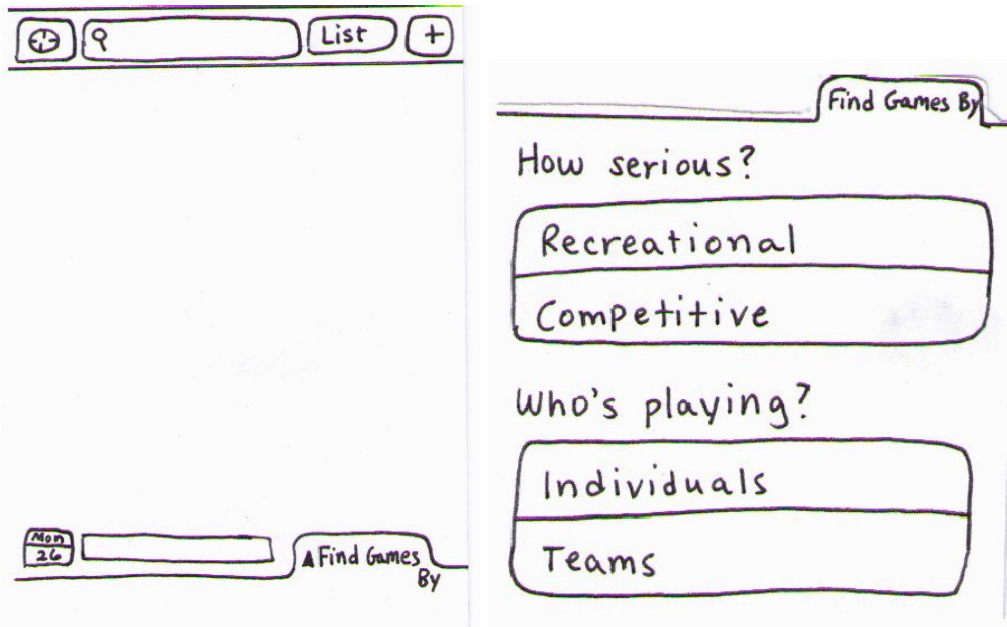 List
+
Mon
26
Find Games
By
Find Games By
How serious?
Recreational
Competitive
Who's playing?
Individuals
Teams